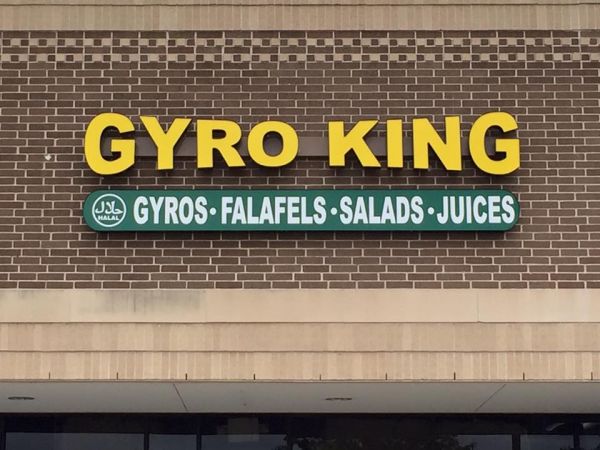 GYRO KING
حلال
HALAL
GYROS·FALAFELS·SALADS·JUICES